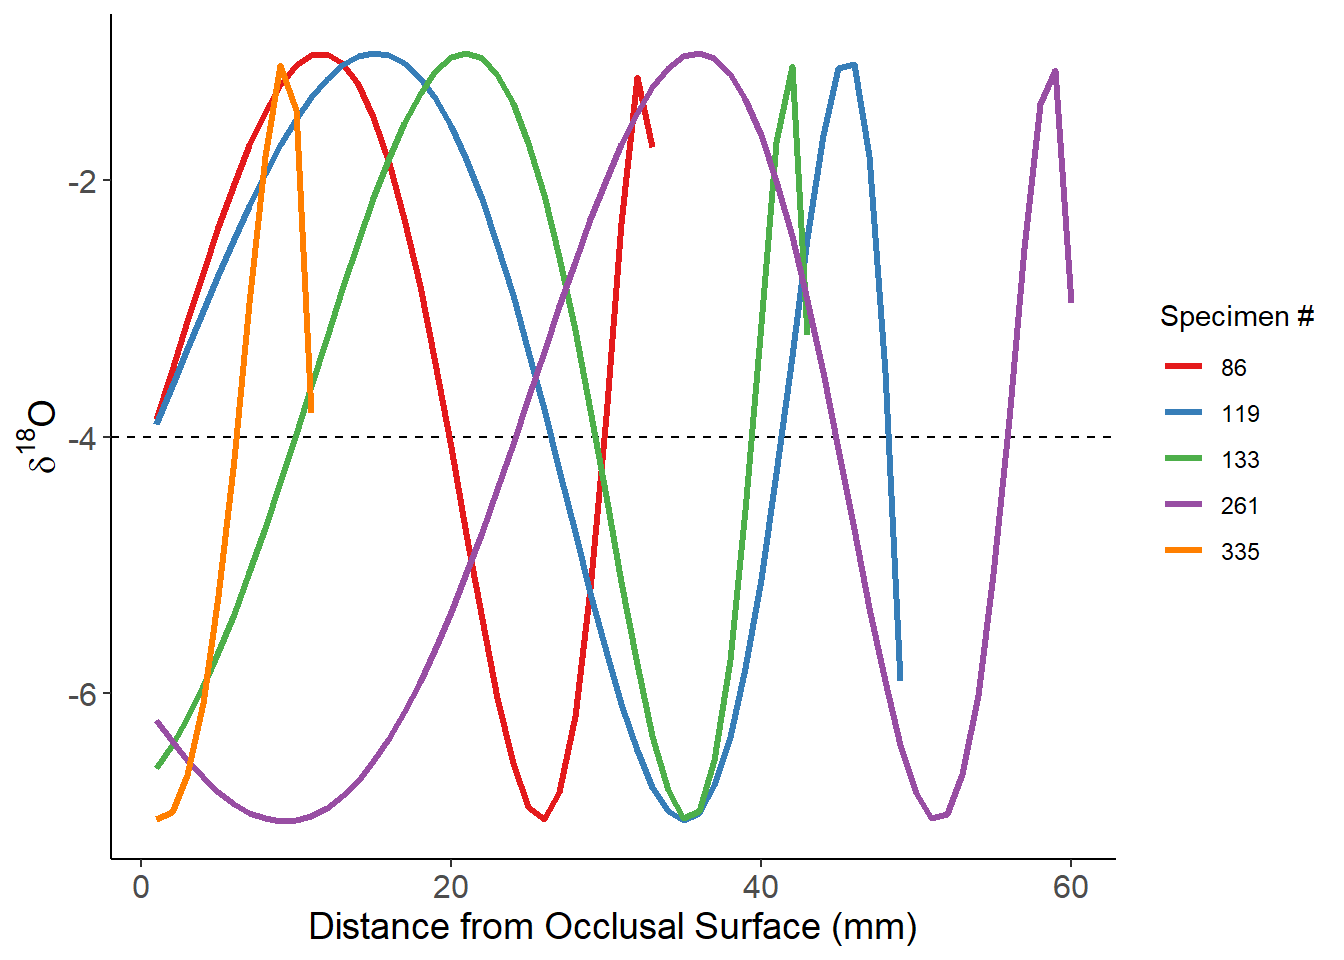 -2
-4
-6
δ18O
0 20 40 60
Distance from Occlusal Surface (mm)
Specimen #
86
119
133
261
335